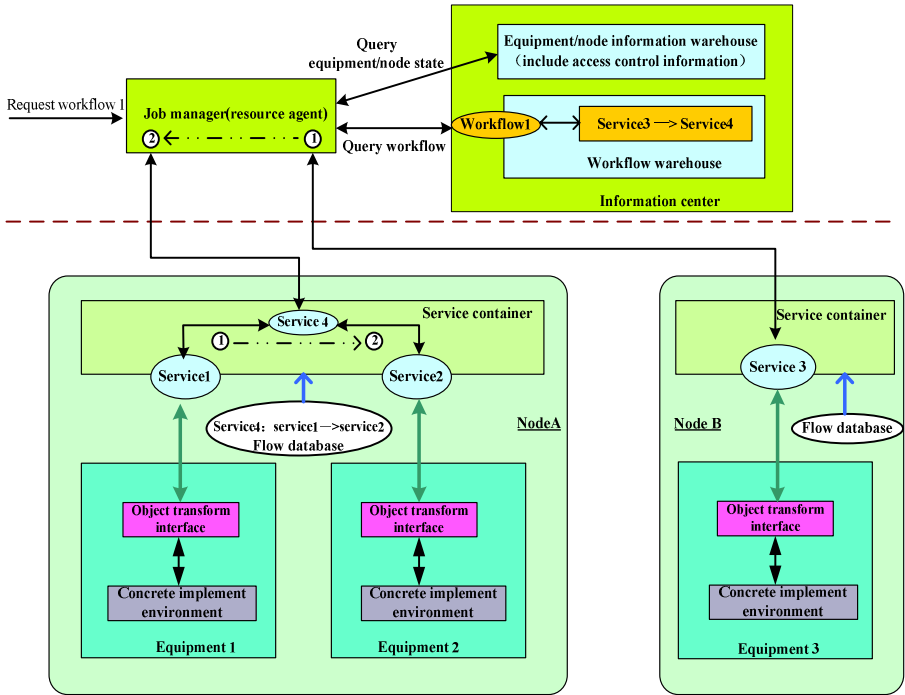 Query
equipment/node state
Equipment/node information warehouse
(include access control information)
Request workflow 1
Job manager(resource agent)
2
1
Query workflow
Workflow1
Service3 —> Service4
Workflow warehouse
Information center
Service container
Service 4
1
2
Service1
Service2
Service4: service1—>service2
Flow database
NodeA
Object transform
interface
Concrete implement
environment
Equipment 1
Object transform
interface
Concrete implement
environment
Equipment 2
Service container
Service 3
Node B
Flow database
Object transform
interface
Concrete implement
environment
Equipment 3